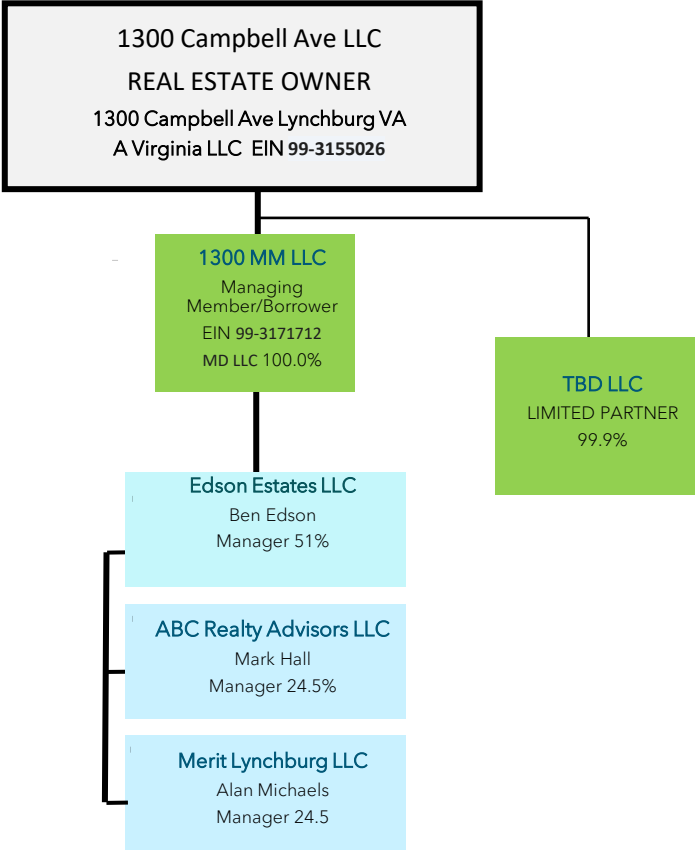 1300 Campbell Ave LLC
REAL ESTATE OWNER
1300 Campbell Ave Lynchburg VA
A Virginia LLC EIN 99-3155026
1300 MM LLC
Managing
Member/Borrower
EIN 99-3171712
MD LLC 100.0%
TBD LLC
LIMITED PARTNER
99.9%
Edson Estates LLC
Ben Edson
Manager 51%
ABC Realty Advisors LLC
Mark Hall
Manager 24.5%
Merit Lynchburg LLC
Alan Michaels
Manager 24.5